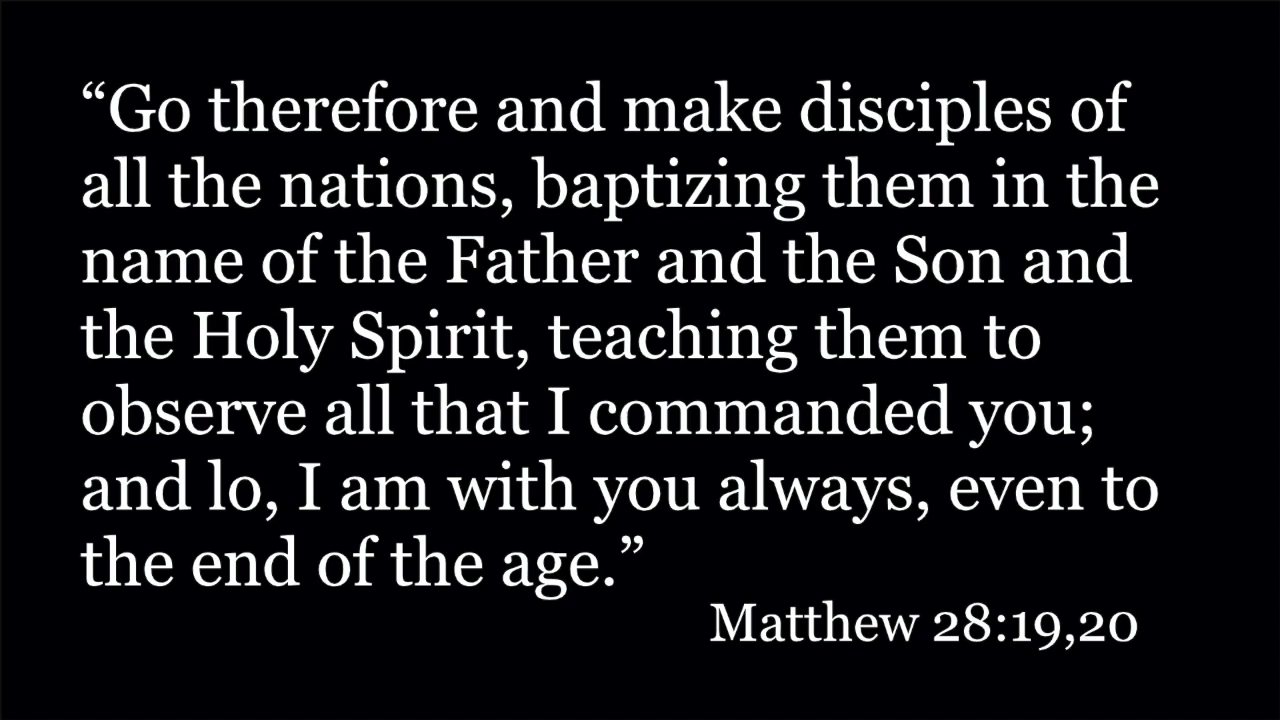 “Go therefore and make disciples of
all the nations, baptizing them in the
name of the Father and the Son and
the Holy Spirit, teaching them to
observe all that I commanded you;
and lo, I am with you always, even to
the end of the age.”
Matthew 28:19,20